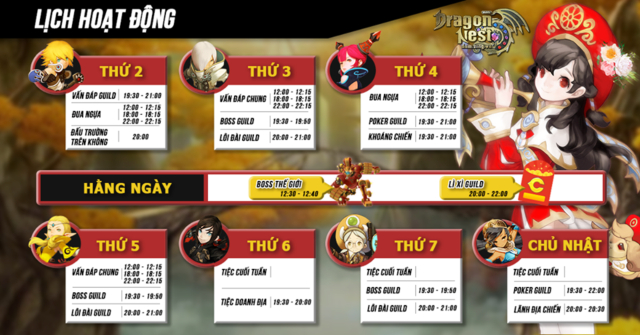 LỊCH HOẠT ĐỘNG
Dragon
Nest
THỨ 2
VẤN ĐÁP GUILD 19:30 - 21:00
ĐUA NGỰA 12:00 - 12:15
18:00 - 18:15
22:00 - 22:15
ĐẤU TRƯỜNG
TRÊN KHÔNG 20:00
THỨ 3
VẤN ĐÁP CHUNG 12:00 - 12:15
18:00 - 18:15
22:00 - 22:15
BOSS GUILD 19:30 - 19:50
LÔI ĐÀI GUILD 20:00 - 21:00
THỨ 4
ĐUA NGỰA 12:00 - 12:15
18:00 - 18:15
22:00 - 22:15
POKER GUILD 19:30 - 21:00
KHOÁNG CHIẾN 19:30 - 21:00
HẰNG NGÀY
BOSS THẾ GIỚI
12:30 - 12:40
LÌ XÌ GUILD
20:00 - 22:00
THỨ 5
VẤN ĐÁP CHUNG 12:00 - 12:15
18:00 - 18:15
22:00 - 22:15
BOSS GUILD 19:30 - 19:50
LÔI ĐÀI GUILD 20:00 - 21:00
THỨ 6
TIỆC CUỐI TUẦN
TIỆC DOANH ĐỊA 19:30 - 20:00
THỨ 7
TIỆC CUỐI TUẦN
BOSS GUILD 19:30 - 19:50
LÔI ĐÀI GUILD 20:00 - 21:00
CHỦ NHẬT
TIỆC CUỐI TUẦN
POKER GUILD 19:30 - 22:00
LÃNH ĐỊA CHIẾN 20:00 - 20:30